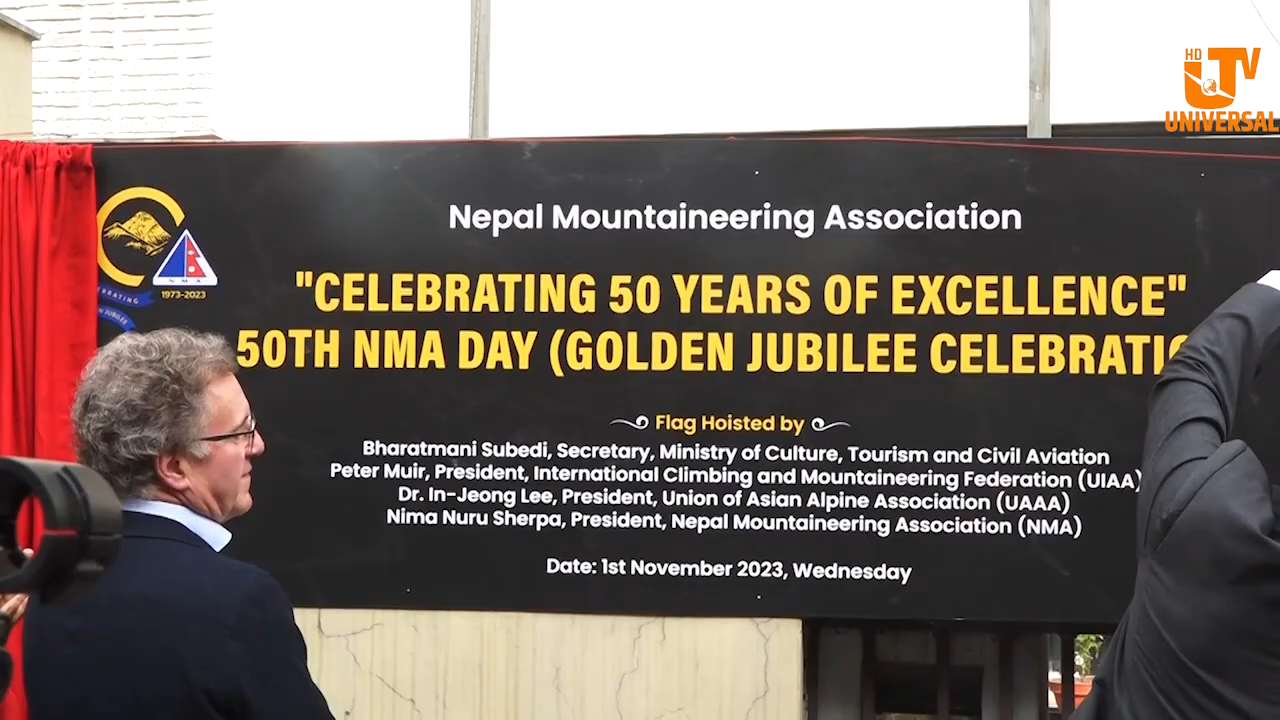 HD
UTV
UNIVERSAL
Nepal Mountaineering Association
"CELEBRATING 50 YEARS OF EXCELLENCE"
50TH NMA DAY (GOLDEN JUBILEE CELEBRATIO
NMA
1973-2023
Flag Hoisted by
Bharatmani Subedi, Secretary, Ministry of Culture, Tourism and Civil Aviation
Peter Muir, President, International Climbing and Mountaineering Federation (UIAA)
Dr. In-Jeong Lee, President, Union of Asian Alpine Association (UAAA)
Nima Nuru Sherpa, President, Nepal Mountaineering Association (NMA)
Date: 1st November 2023, Wednesday